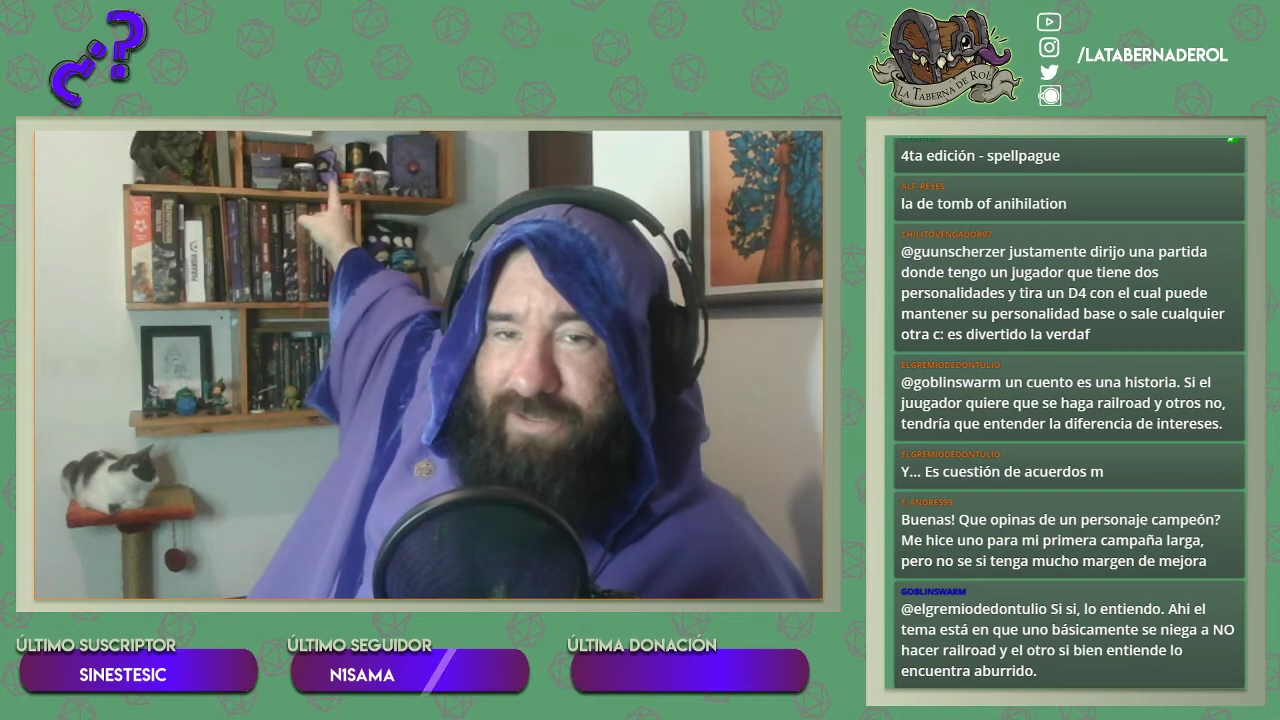 ¿?
LA TABERNA DE ROL
/LATABERNADEROL
4ta edición - spellpague
ALF_REYES
la de tomb of anihilation
CHILITOVENGADOR97
@guunscherzer justamente dirijo una partida
donde tengo un jugador que tiene dos
personalidades y tira un D4 con el cual puede
mantener su personalidad base o sale cualquier
otra c: es divertido la verdaf
ELGREMIODEDONTULIO
@goblinswarm un cuento es una historia. Si el
juugador quiere que se haga railroad y otros no,
tendría que entender la diferencia de intereses.
ELGREMIODEDONTULIO
Y... Es cuestión de acuerdos m
E_ANDRES99
Buenas! Que opinas de un personaje campeón?
Me hice uno para mi primera campaña larga,
pero no se si tenga mucho margen de mejora
GOBLINSWARM
@elgremiodedontulio Si si, lo entiendo. Ahi el
tema está en que uno básicamente se niega a NO
hacer railroad y el otro si bien entiende lo
encuentra aburrido.
ÚLTIMO SUSCRIPTOR
SINESTESIC
ÚLTIMO SEGUIDOR
N1SAMA
ÚLTIMA DONACIÓN